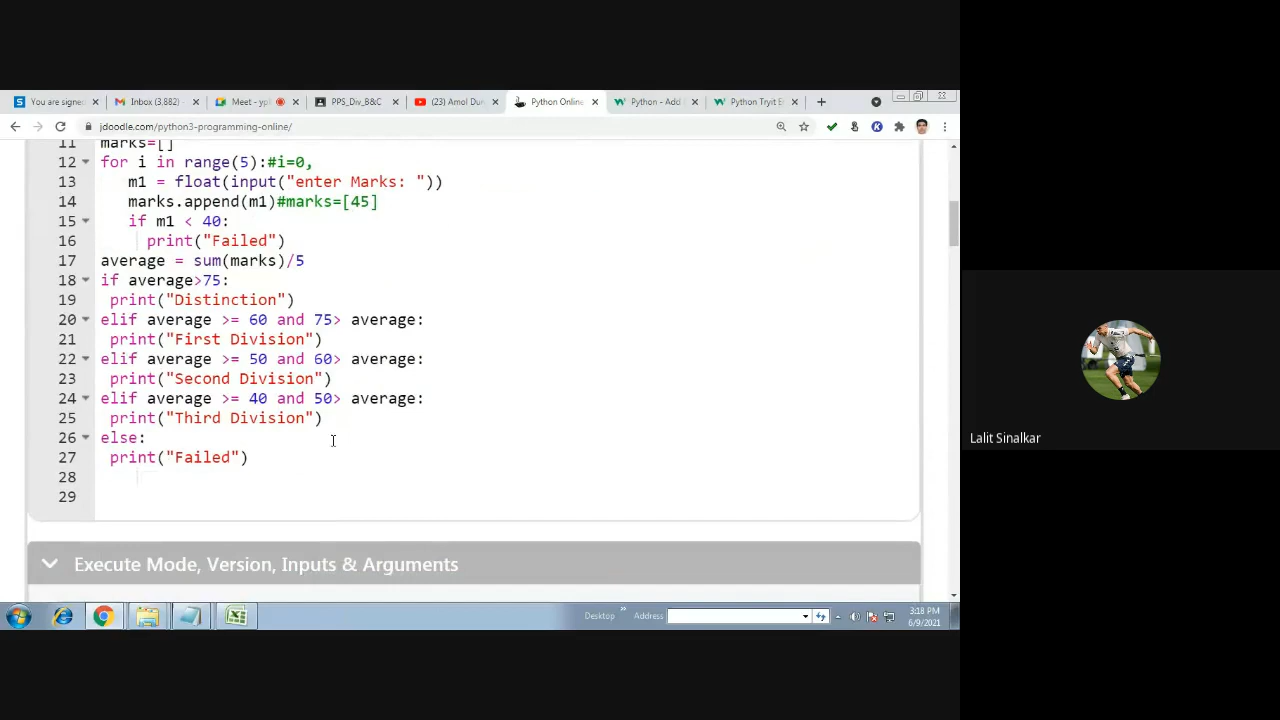 You are signe
Inbox (3,882)
Meet - ypl
PPS_Div_B&C
(23) Amol Dun
Python Online
Python - Add
Python Tryit E
jdoodle.com/python3-programming-online/
11 marks=[]
12 for i in range(5):#i=0,
13 m1 = float(input("enter Marks: "))
14 marks.append(m1)#marks=[45]
15 if m1 < 40:
16 print("Failed")
17 average = sum(marks)/5
18 if average>75:
19 print("Distinction")
20 elif average >= 60 and 75> average:
21 print("First Division")
22 elif average >= 50 and 60> average:
23 print("Second Division")
24 elif average >= 40 and 50> average:
25 print("Third Division")
26 else:
27 print("Failed")
28
29
Execute Mode, Version, Inputs & Arguments
Desktop » Address
3:18 PM
6/9/2021
Lalit Sinalkar